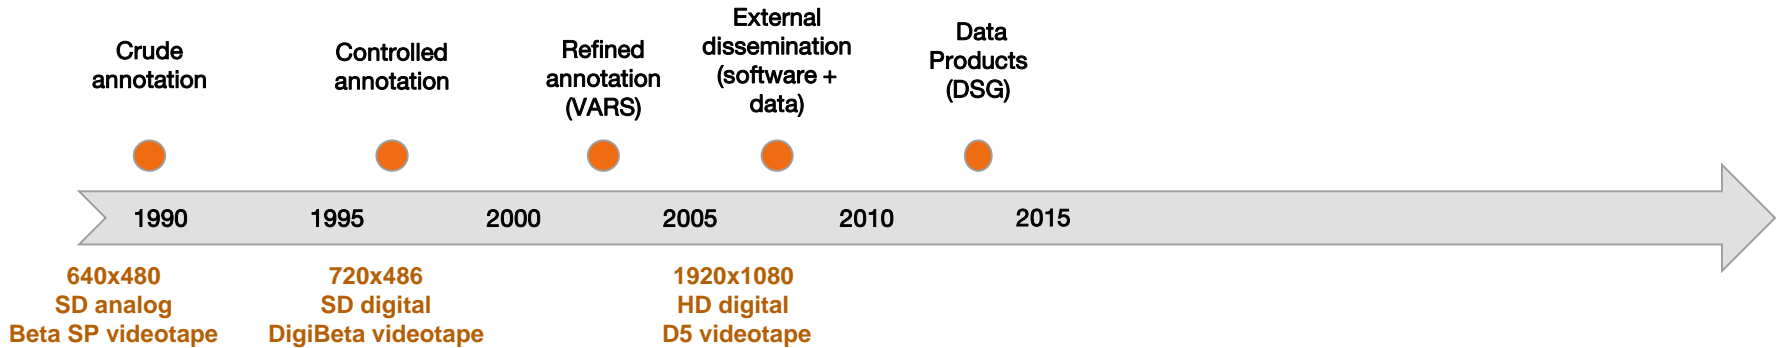 Crude
annotation
Controlled
annotation
Refined
annotation
(VARS)
External
dissemination
(software +
data)
Data
Products
(DSG)
1990
1995
2000
2005
2010
2015
640x480
SD analog
Beta SP videotape
720x486
SD digital
DigiBeta videotape
1920x1080
HD digital
D5 videotape